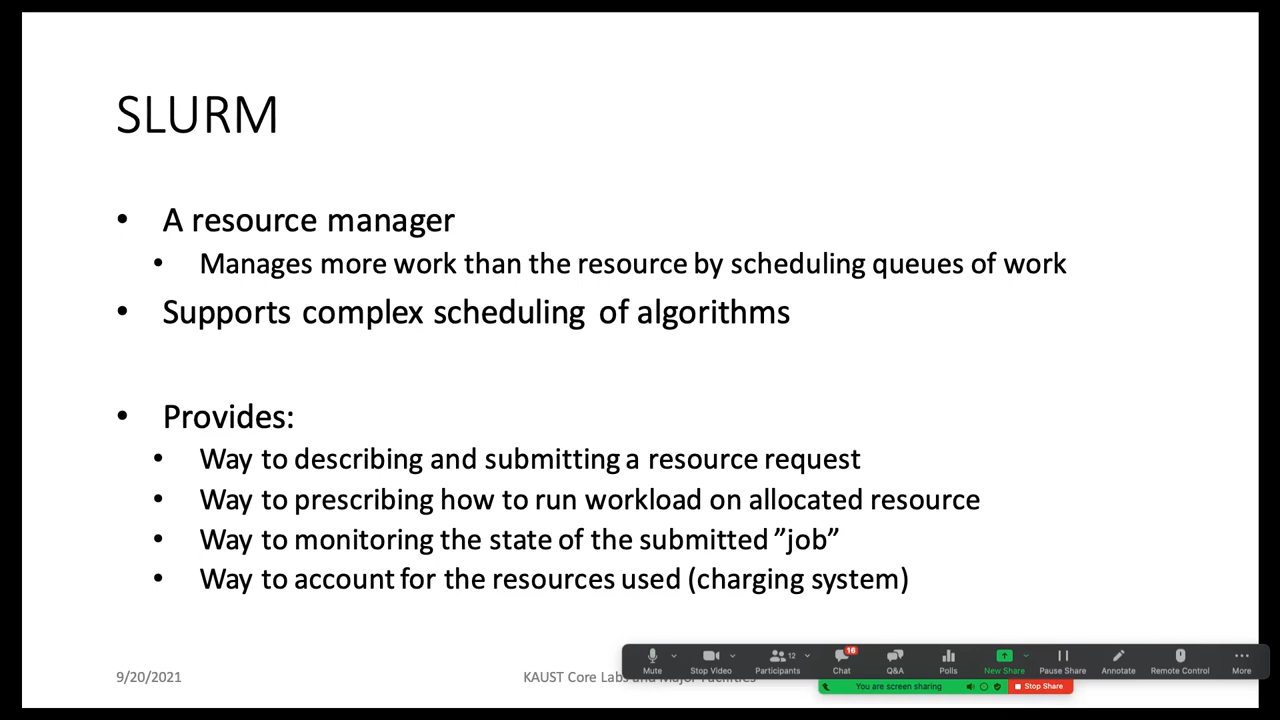 SLURM
• A resource manager
• Manages more work than the resource by scheduling queues of work
• Supports complex scheduling of algorithms
• Provides:
• Way to describing and submitting a resource request
• Way to prescribing how to run workload on allocated resource
• Way to monitoring the state of the submitted ”job”
• Way to account for the resources used (charging system)
9/20/2021
KAUST Core Labs and Major Facilities
12
16
Mute Stop Video Participants Chat Q&A Polls New Share Pause Share Annotate Remote Control More
You are screen sharing Stop Share